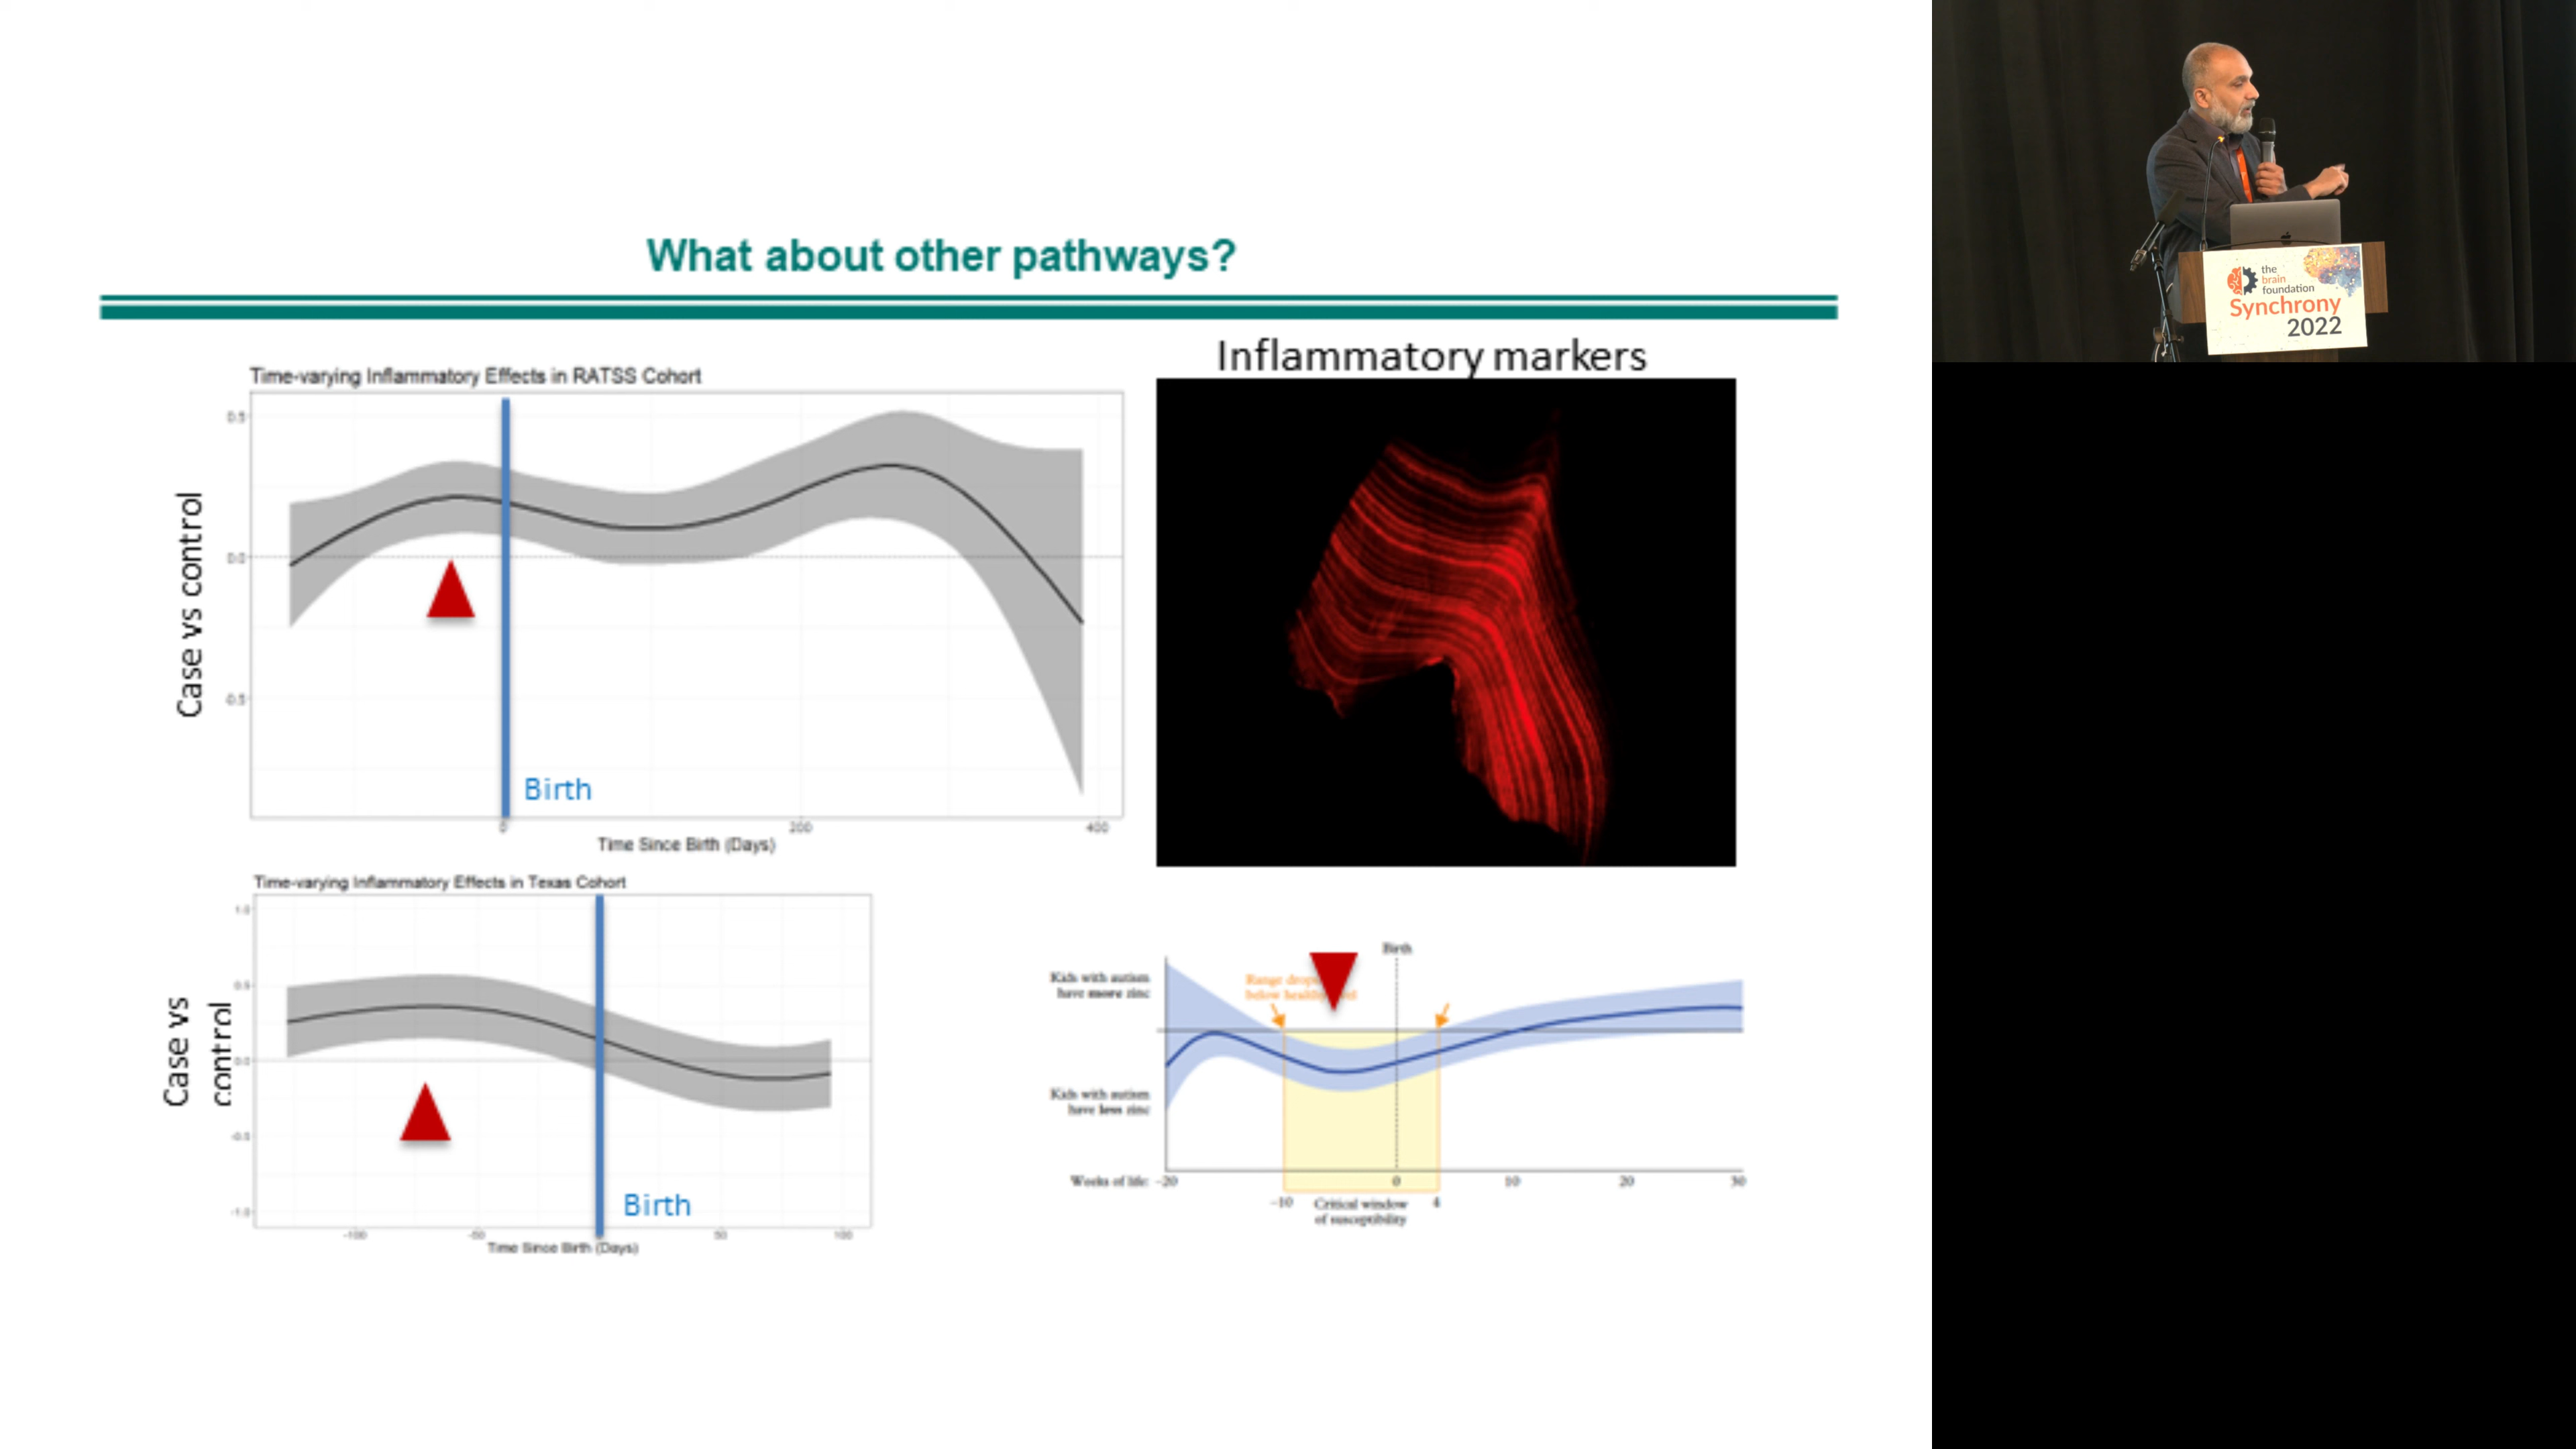 What about other pathways?
Time-varying Inflammatory Effects in RATSS Cohort
0.5
0.0
-0.5
Case vs control
Birth
0
200
400
Time Since Birth (Days)
Inflammatory markers
Time-varying Inflammatory Effects in Texas Cohort
1.0
0.5
0.0
-0.5
-1.0
Case vs
control
Birth
-100
-50
50
100
Time Since Birth (Days)
Birth
Kids with autism
have more zinc
Range drops
below healthy
Kids with autism
have less zinc
Weeks of life:
-20
0
10
20
30
-10
Critical window
of susceptibility
4
the
brain
foundation
Synchrony
2022